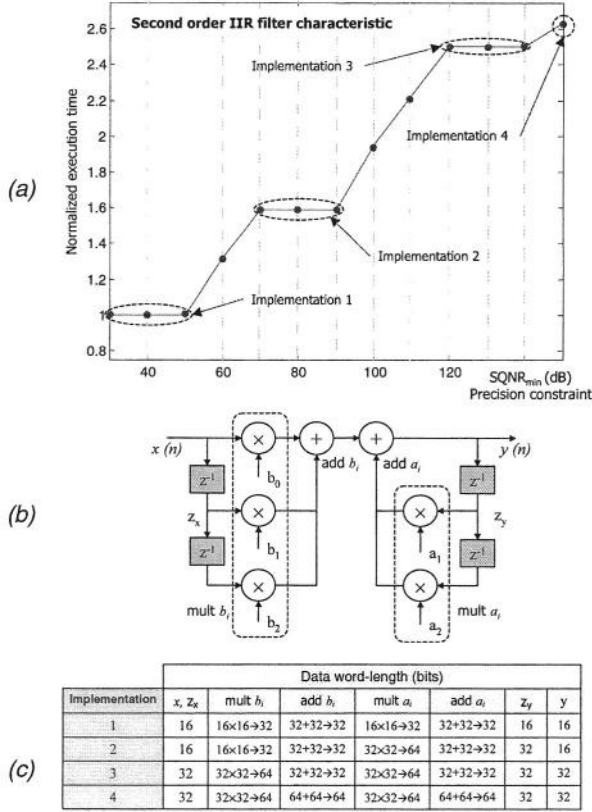 Second order IIR filter characteristic
2.6
2.2
1.8
1.6
1.4
1
0.8
Normalized execution time
Implementation 3
Implementation 4
Implementation 2
Implementation 1
40 60 80 100 120 140
SQNRmin (dB)
Precision constraint
(a)
x (n) × + + y (n)
add bi add ai
Z-1 b0 Z-1
zx × × zy
b1 a1
Z-1 × × Z-1
mult bi b2 a2 mult ai
(b)
Data word-length (bits)
Implementation x, zx mult bi add bi mult ai add ai zy y
1 16 16×16→32 32+32→32 16×16→32 32+32→32 16 16
2 16 16×16→32 32+32→32 32×32→64 32+32→32 32 16
3 32 32×32→64 32+32→32 32×32→64 32+32→32 32 32
4 32 32×32→64 64+64→64 32×32→64 64+64→64 32 32
(c)